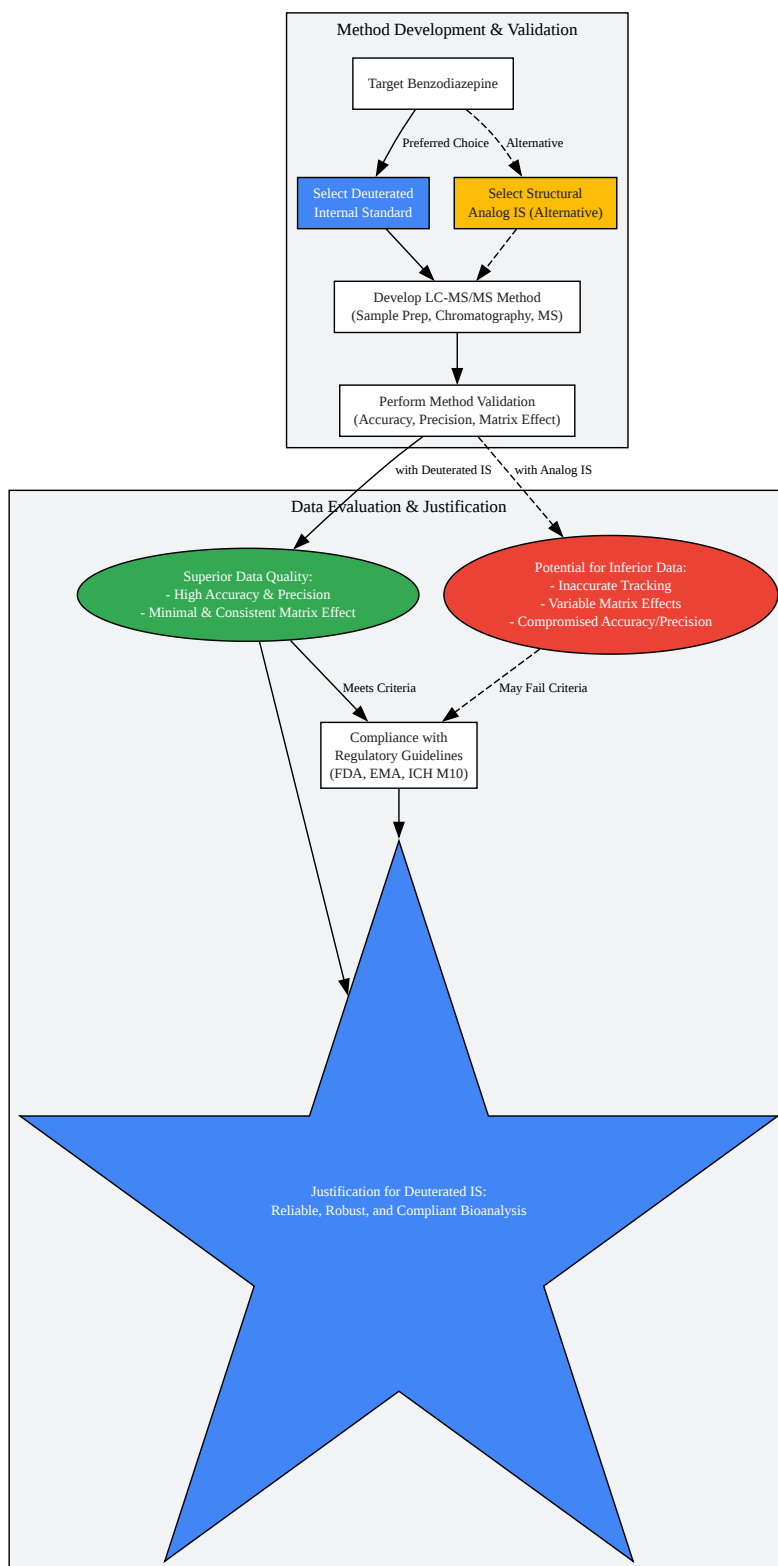 Method Development & Validation
Target Benzodiazepine
Preferred Choice
Alternative
Select Deuterated
Internal Standard
Select Structural
Analog IS (Alternative)
Develop LC-MS/MS Method
(Sample Prep, Chromatography, MS)
Perform Method Validation
(Accuracy, Precision, Matrix Effect)
with Deuterated IS
with Analog IS
Data Evaluation & Justification
Superior Data Quality:
- High Accuracy & Precision
- Minimal & Consistent Matrix Effect
Potential for Inferior Data:
- Inaccurate Tracking
- Variable Matrix Effects
- Compromised Accuracy/Precision
Meets Criteria
May Fail Criteria
Compliance with
Regulatory Guidelines
(FDA, EMA, ICH M10)
Justification for Deuterated IS:
Reliable, Robust, and Compliant Bioanalysis